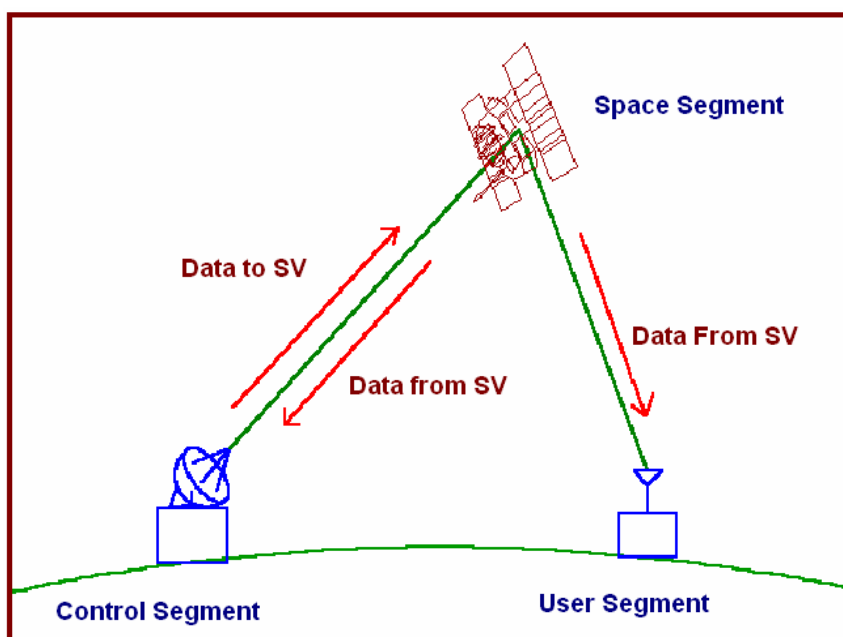 Space Segment
Data to SV
Data From SV
Data from SV
Control Segment
User Segment